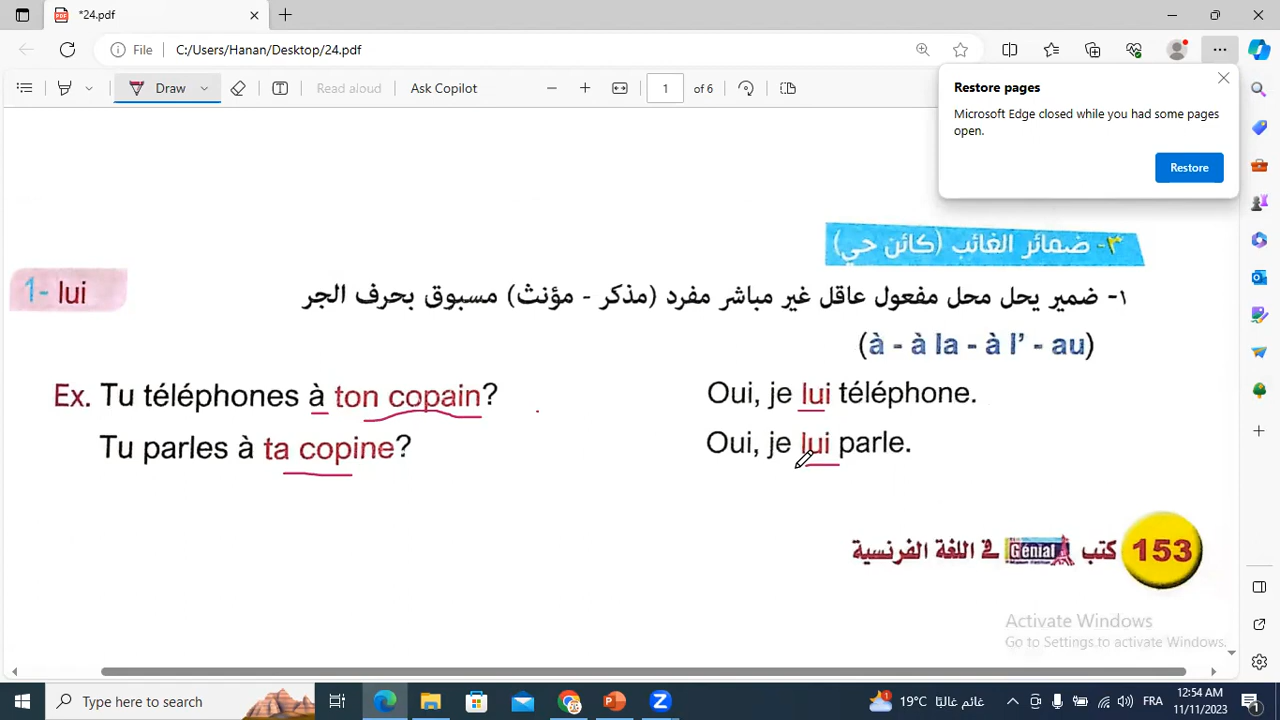 *24.pdf
File C:/Users/Hanan/Desktop/24.pdf
Draw Read aloud Ask Copilot 1 of 6
Restore pages
Microsoft Edge closed while you had some pages open.
Restore
٣- ضمائر الغائب (كائن حي)
1- lui
١- ضمير يحل محل مفعول عاقل غير مباشر مفرد (مذكر - مؤنث) مسبوق بحرف الجر
(à - à la - à l' - au)
Ex. Tu téléphones à ton copain? Oui, je lui téléphone.
Tu parles à ta copine? Oui, je lui parle.
كتب Génial في اللغة الفرنسية 153
Activate Windows
Go to Settings to activate Windows.
Type here to search
19°C غائم غالبًا
FRA
12:54 AM
11/11/2023